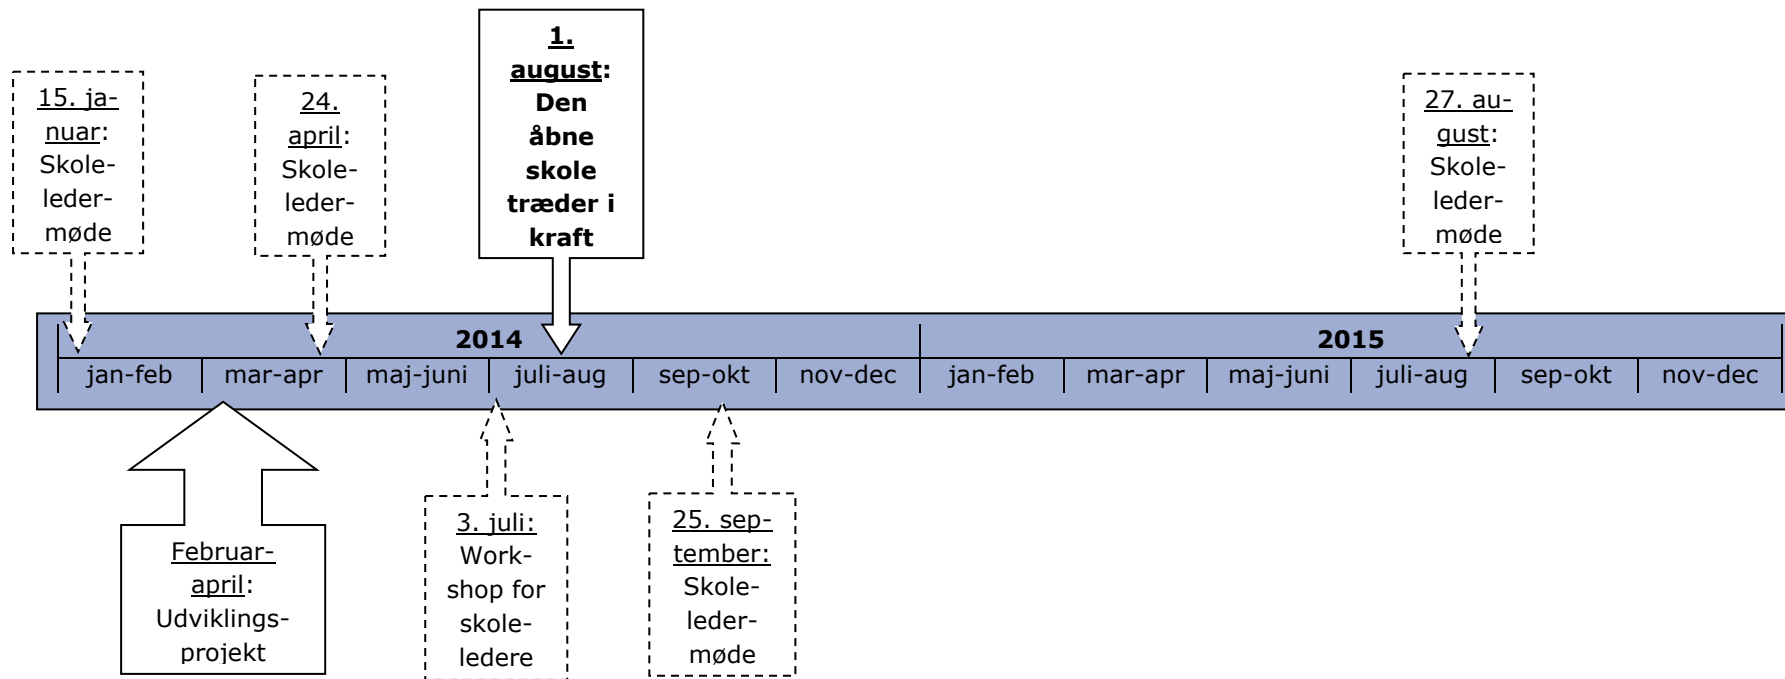 15. ja-
nuar:
Skole-
leder-
møde
24.
april:
Skole-
leder-
møde
1.
august:
Den
åbne
skole
træder i
kraft
27. au-
gust:
Skole-
leder-
møde
2014
2015
jan-feb
mar-apr
maj-juni
juli-aug
sep-okt
nov-dec
jan-feb
mar-apr
maj-juni
juli-aug
sep-okt
nov-dec
Februar-
april:
Udviklings-
projekt
3. juli:
Work-
shop for
skole-
ledere
25. sep-
tember:
Skole-
leder-
møde